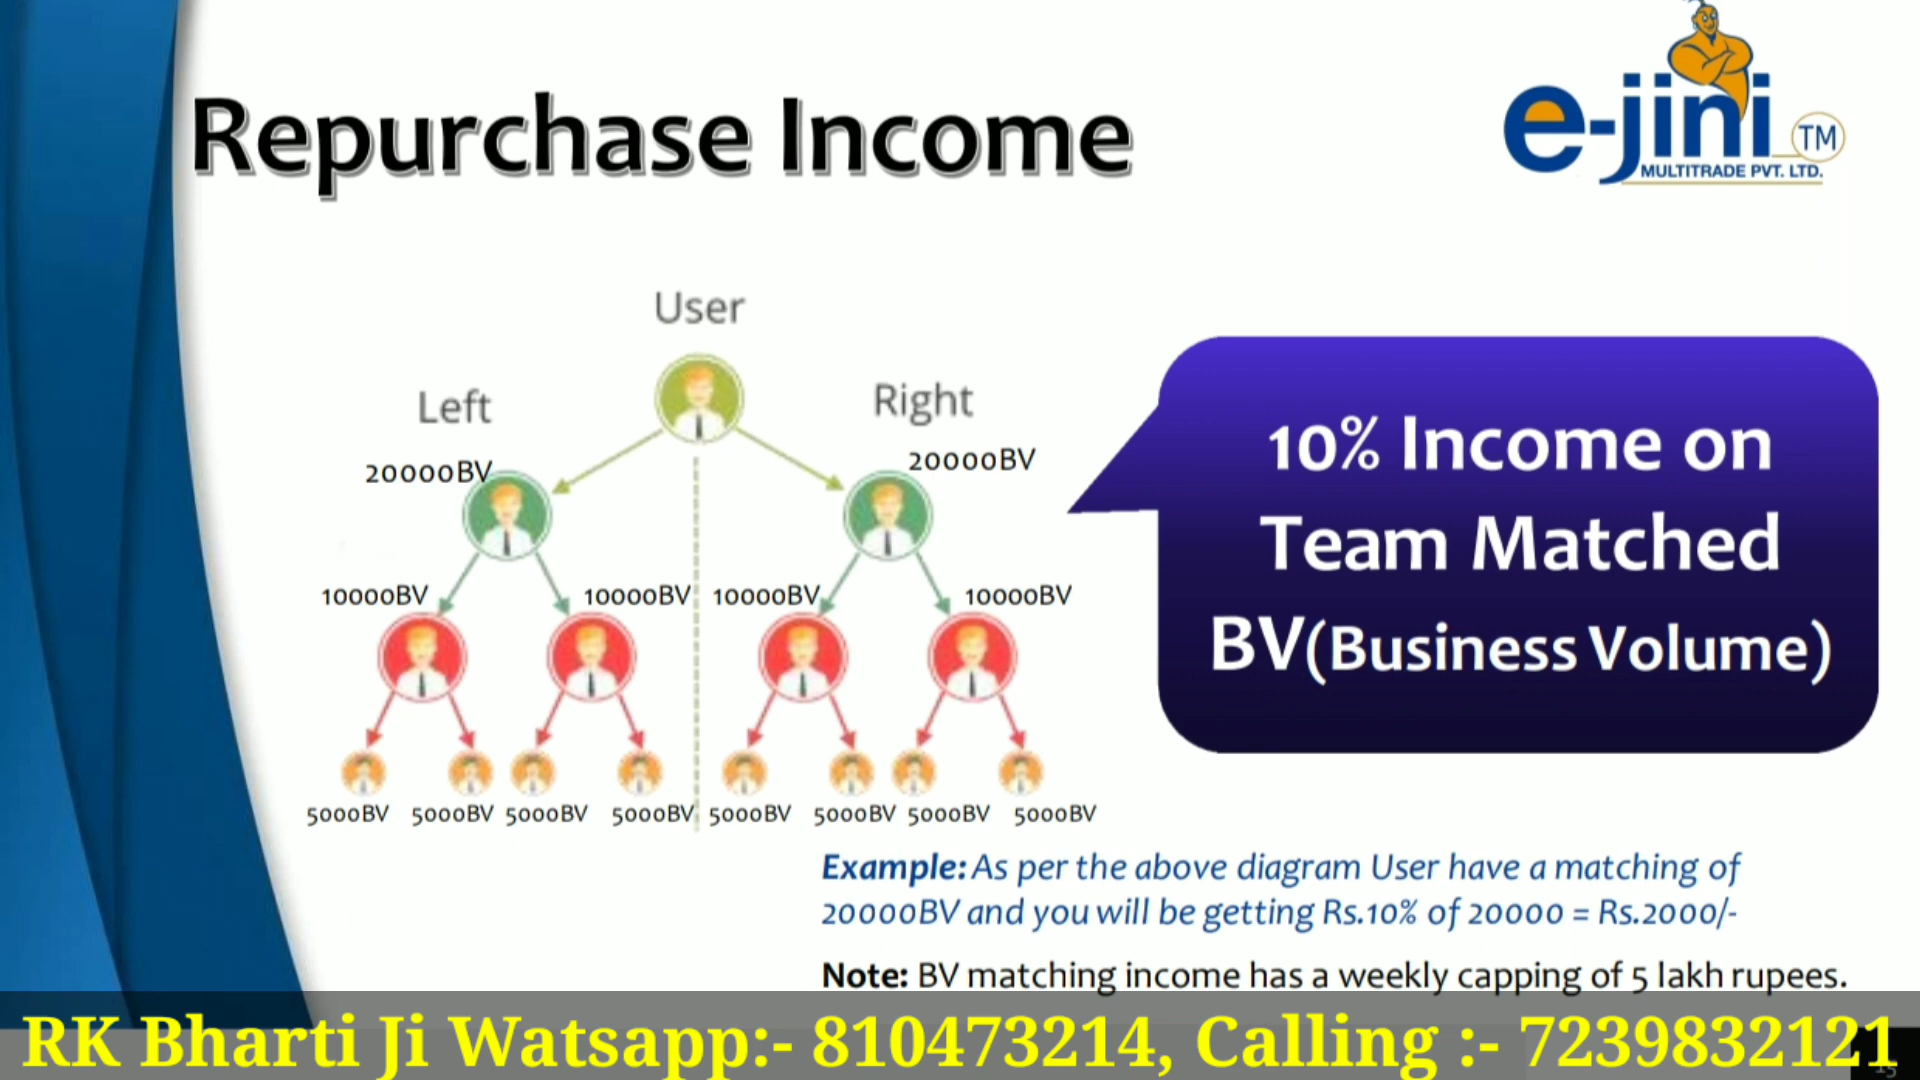 Repurchase Income
e-jini TM
MULTITRADE PVT. LTD.
User
Left
Right
20000BV
20000BV
10000BV 10000BV 10000BV 10000BV
5000BV 5000BV 5000BV 5000BV 5000BV 5000BV 5000BV 5000BV
10% Income on
Team Matched
BV(Business Volume)
Example: As per the above diagram User have a matching of
20000BV and you will be getting Rs.10% of 20000 = Rs.2000/-
Note: BV matching income has a weekly capping of 5 lakh rupees.
RK Bharti Ji Watsapp:- 810473214, Calling :- 7239832121
15